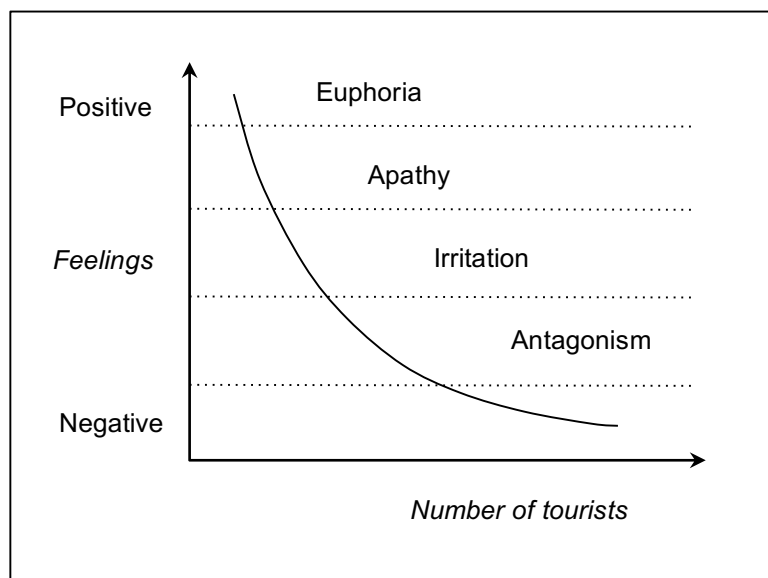 Euphoria
Positive
Apathy
Feelings
Irritation
Antagonism
Negative
Number of tourists